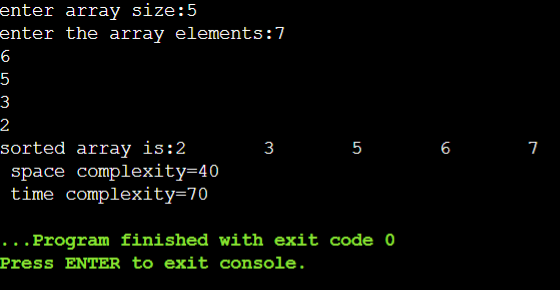 enter array size:5
enter the array elements:7
6
5
3
2
sorted array is:2 3 5 6 7
space complexity=40
time complexity=70
...Program finished with exit code 0
Press ENTER to exit console.